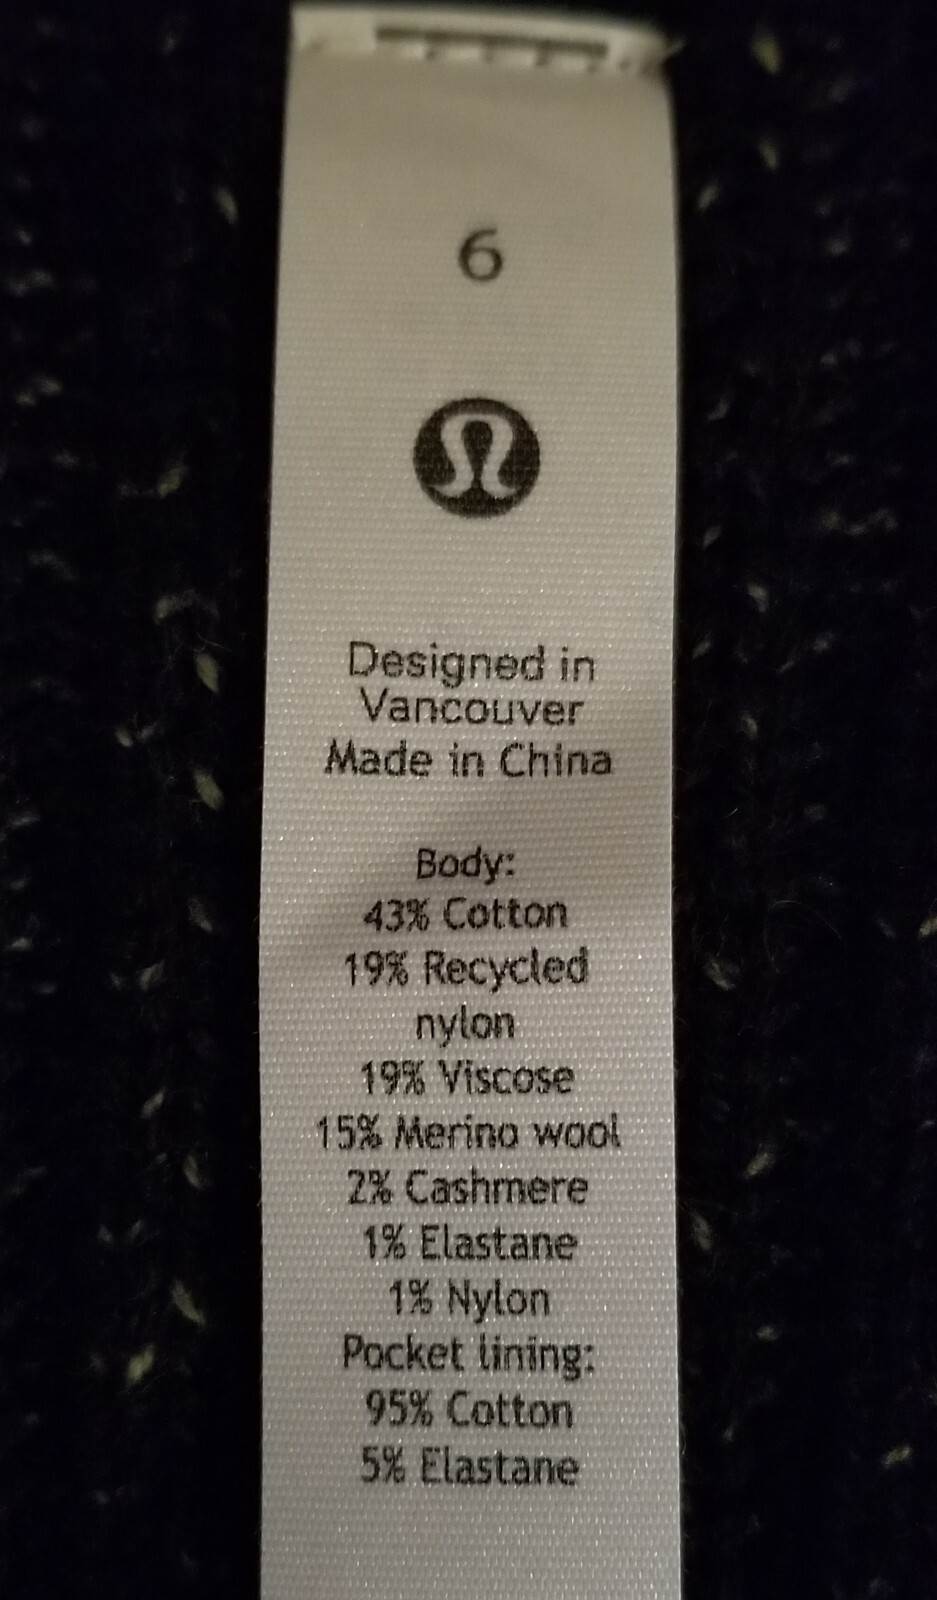 6
Designed in
Vancouver
Made in China
Body:
43% Cotton
19% Recycled
nylon
19% Viscose
15% Merino wool
2% Cashmere
1% Elastane
1% Nylon
Pocket lining:
95% Cotton
5% Elastane